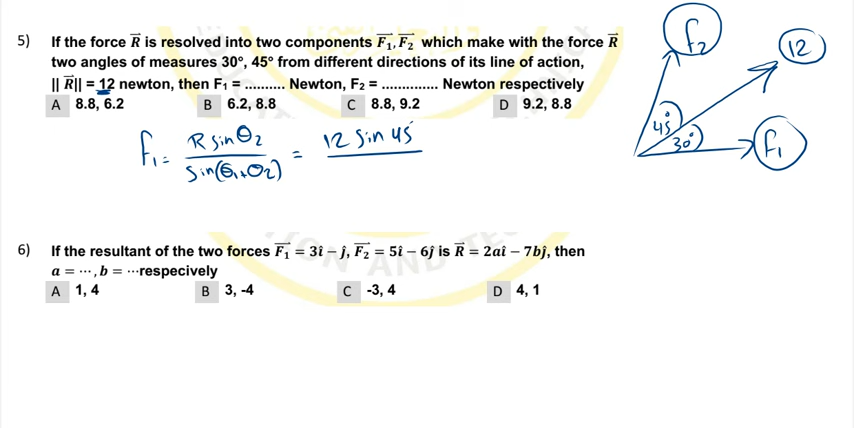 5) If the force R⃗ is resolved into two components F₁⃗, F₂⃗ which make with the force R⃗
two angles of measures 30°, 45° from different directions of its line of action,
|| R⃗|| = 12 newton, then F₁ = .......... Newton, F₂ = .............. Newton respectively
A 8.8, 6.2 B 6.2, 8.8 C 8.8, 9.2 D 9.2, 8.8
F₁ = R sin θ₂ / sin(θ₁+θ₂) = 12 sin 45°
F₂
12
45°
30°
F₁
6) If the resultant of the two forces F₁⃗ = 3î − ĵ, F₂⃗ = 5î − 6ĵ is R⃗ = 2aî − 7bĵ, then
a = ⋯, b = ⋯respecively
A 1, 4 B 3, -4 C -3, 4 D 4, 1